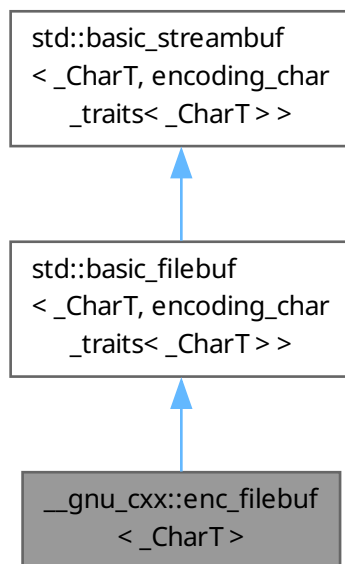 std::basic_streambuf
< _CharT, encoding_char
_traits< _CharT > >
std::basic_filebuf
< _CharT, encoding_char
_traits< _CharT > >
__gnu_cxx::enc_filebuf
< _CharT >